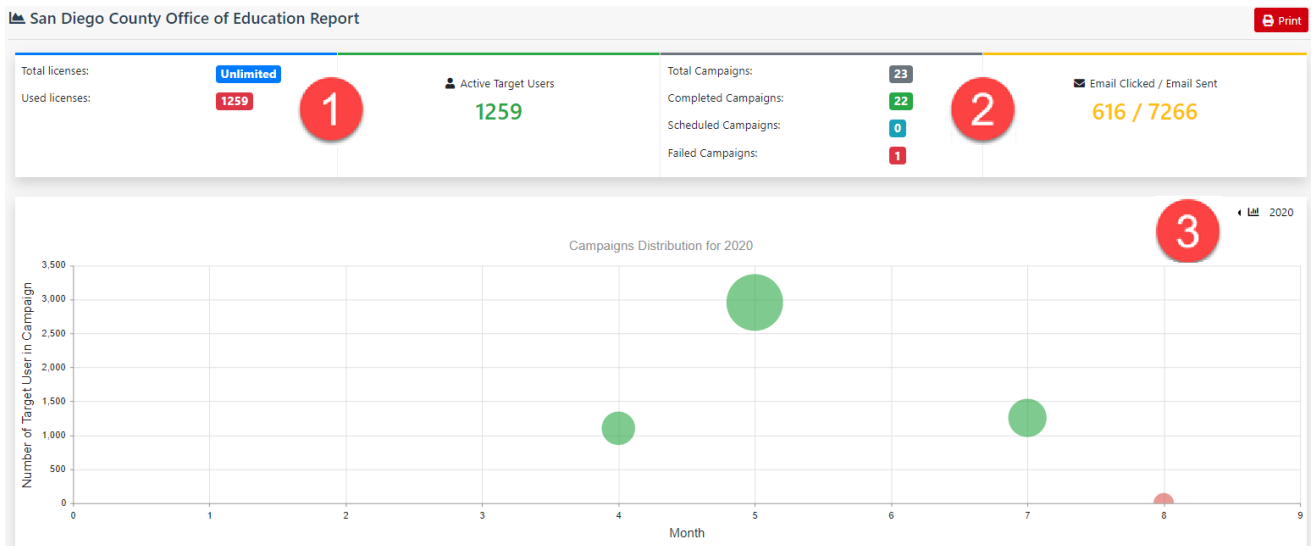 San Diego County Office of Education Report
Print
Total licenses: Unlimited
Used licenses: 1259
1
Active Target Users
1259
Total Campaigns: 23
Completed Campaigns: 22
Scheduled Campaigns: 0
Failed Campaigns: 1
2
Email Clicked / Email Sent
616 / 7266
3
2020
Campaigns Distribution for 2020
Number of Target User in Campaign
3,500
3,000
2,500
2,000
1,500
1,000
500
0
0 1 2 3 4 5 6 7 8 9
Month